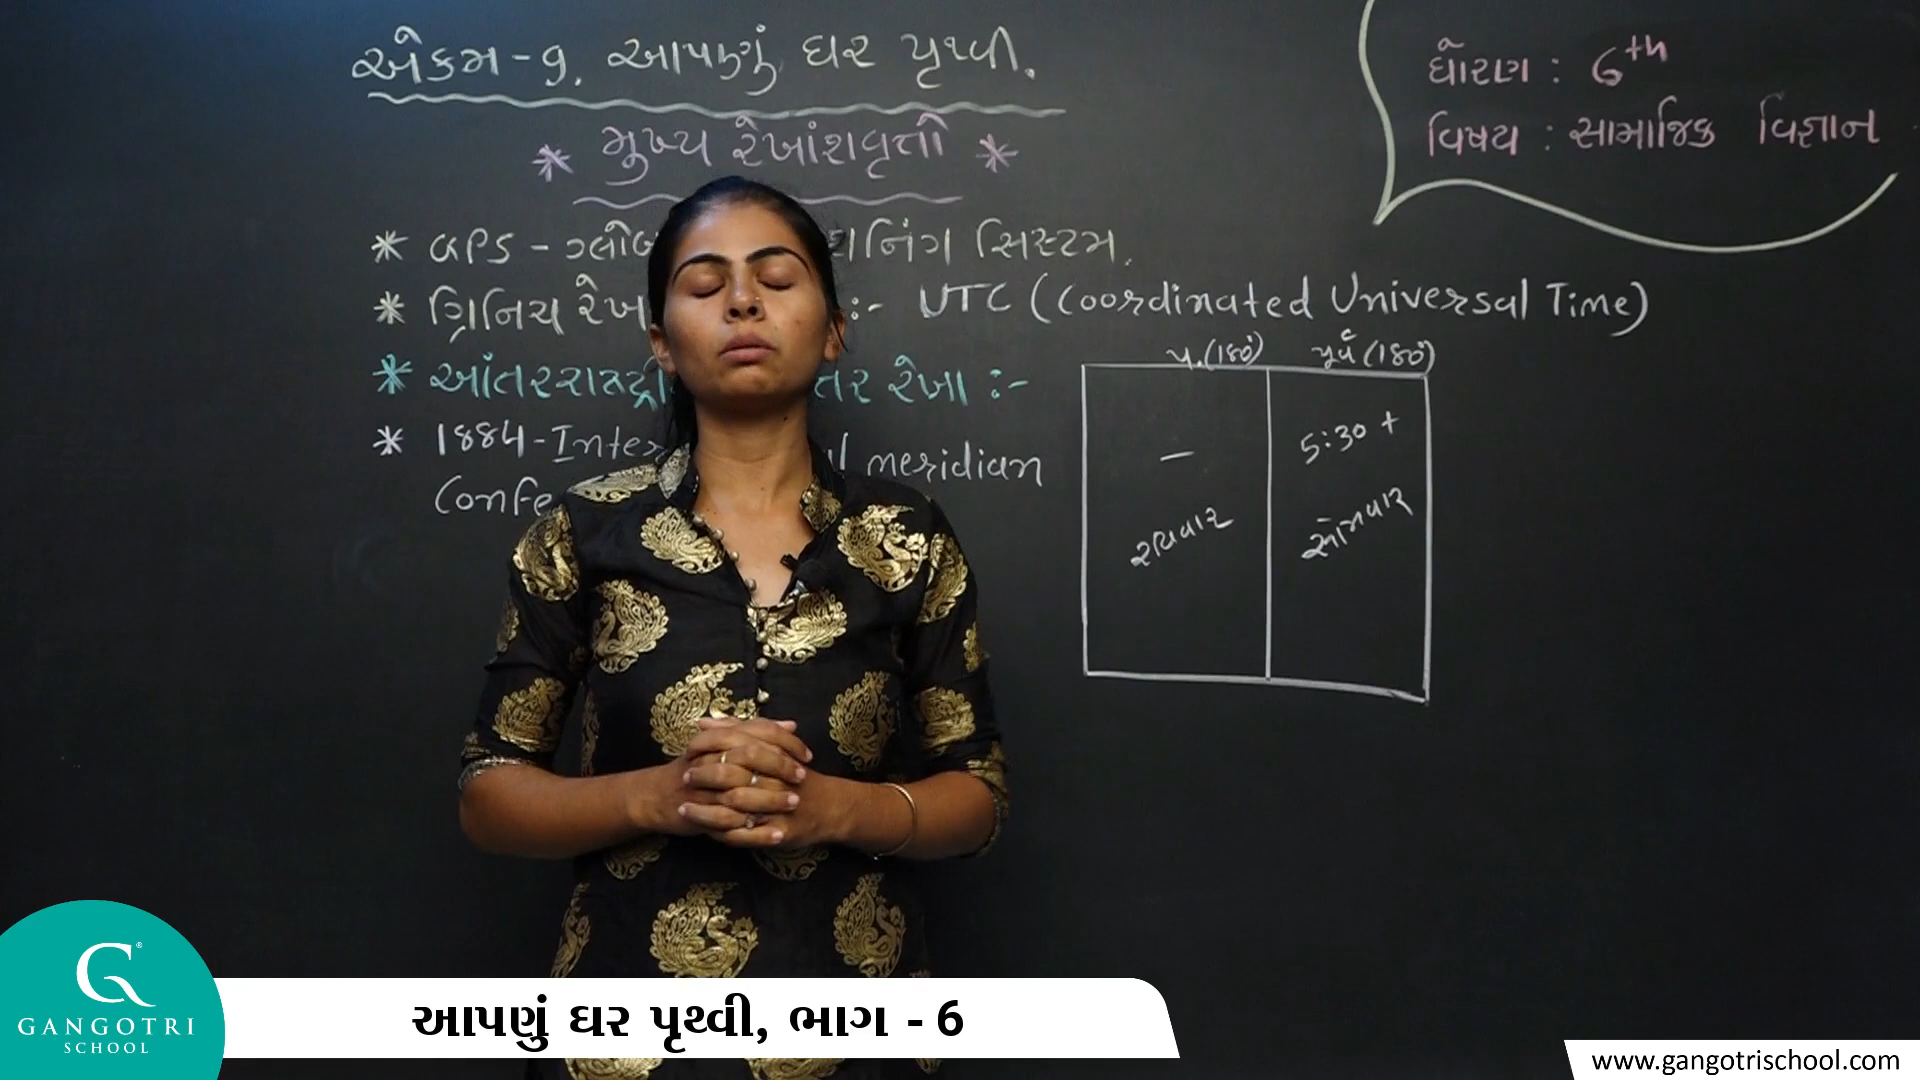 એકમ - 9. આપણું ઘર પૃથ્વી.
* મુખ્ય રેખાંશવૃત્તો *
ધોરણ : 6th
વિષય : સામાજિક વિજ્ઞાન
* GPS - ગ્લોબ શનિંગ સિસ્ટમ.
* ગ્રિનિચ રેખ :- UTC (Coordinated Universal Time)
* આંતરરાષ્ટ્રી તર રેખા :-
* 1884 - Inter l meridian
Confe
પ.(180°) પૂર્વ (180°)
– 5:30 +
રવિવાર સોમવાર
GANGOTRI
SCHOOL
આપણું ઘર પૃથ્વી, ભાગ - 6
www.gangotrischool.com